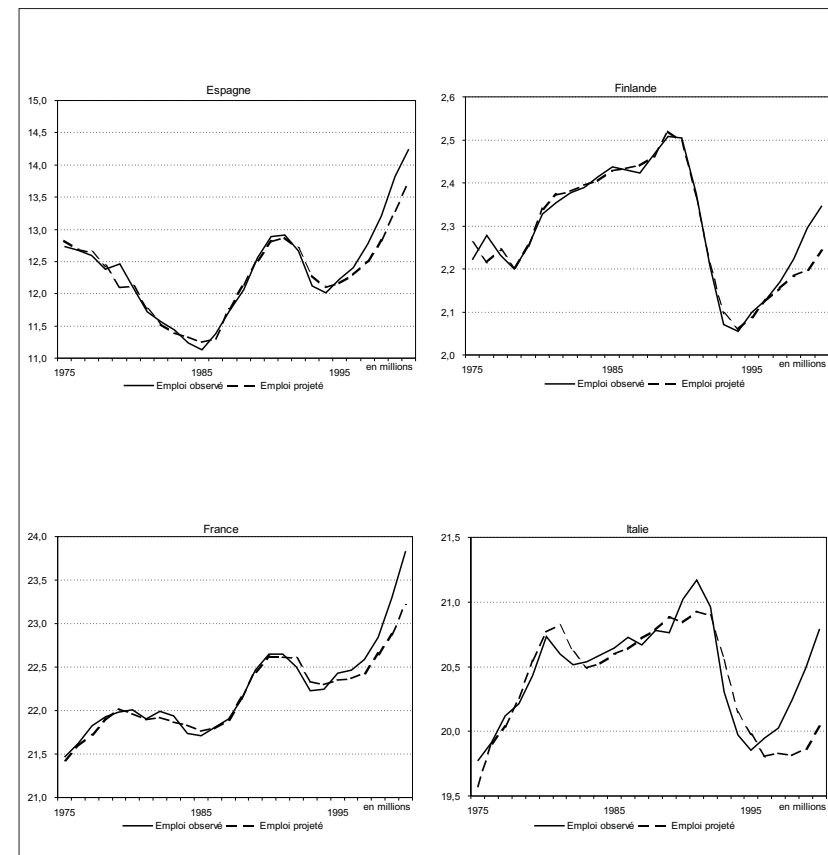 Espagne
15,0
14,5
14,0
13,5
13,0
12,5
12,0
11,5
11,0
1975 1985 1995
en millions
Emploi observé Emploi projeté
Finlande
2,6
2,5
2,4
2,3
2,2
2,1
2,0
1975 1985 1995
en millions
Emploi observé Emploi projeté
France
24,0
23,5
23,0
22,5
22,0
21,5
21,0
1975 1985 1995
en millions
Emploi observé Emploi projeté
Italie
21,5
21,0
20,5
20,0
19,5
1975 1985 1995
en millions
Emploi observé Emploi projeté